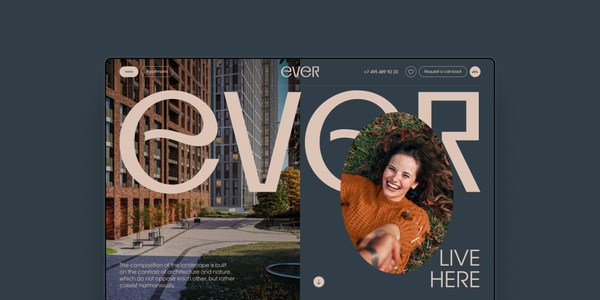 Apartments
ever
+7 495 489 92 20
Request a call back
ever
The composition of the landscape is built
on the contrast of architecture and nature,
which do not oppose each other, but rather
coexist harmoniously.
LIVE
HERE